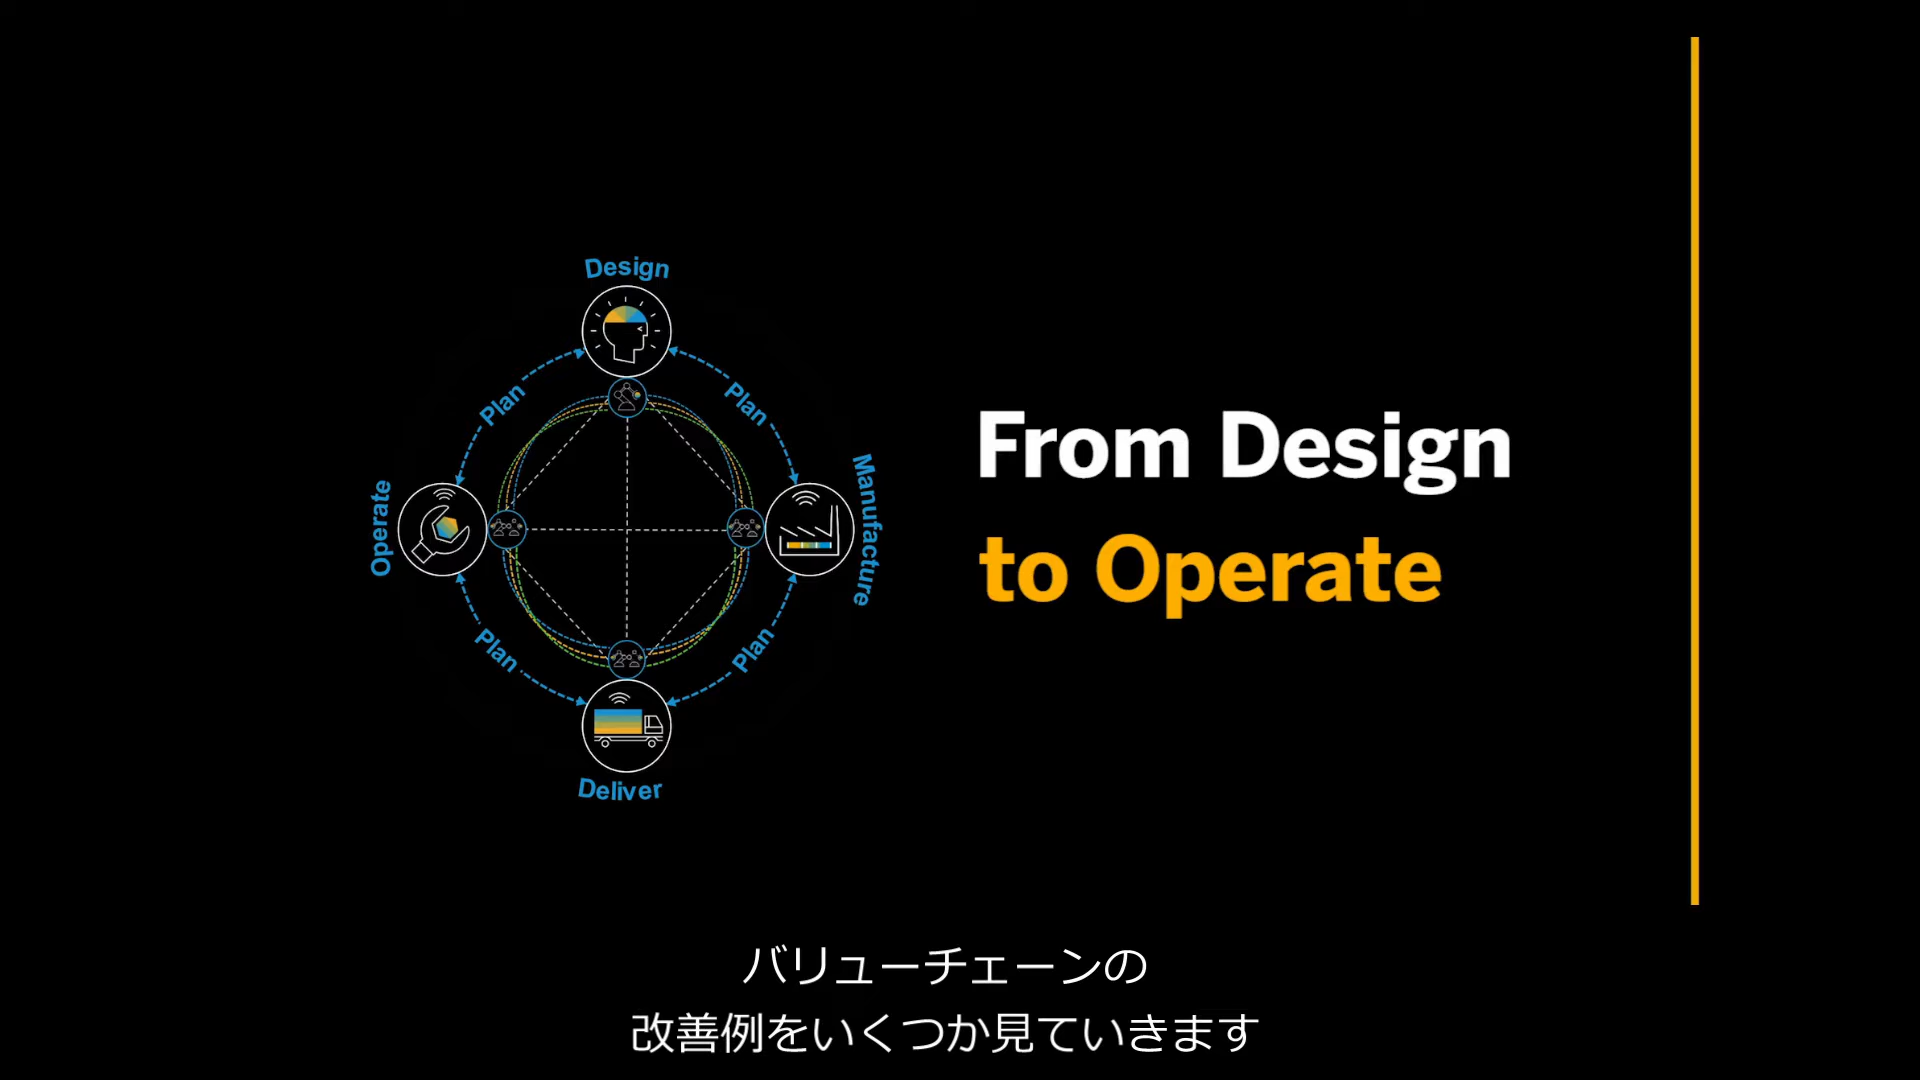 Design
Plan
Plan
Operate
Manufacture
Plan
Plan
Deliver
From Design
to Operate
バリューチェーンの
改善例をいくつか見ていきます